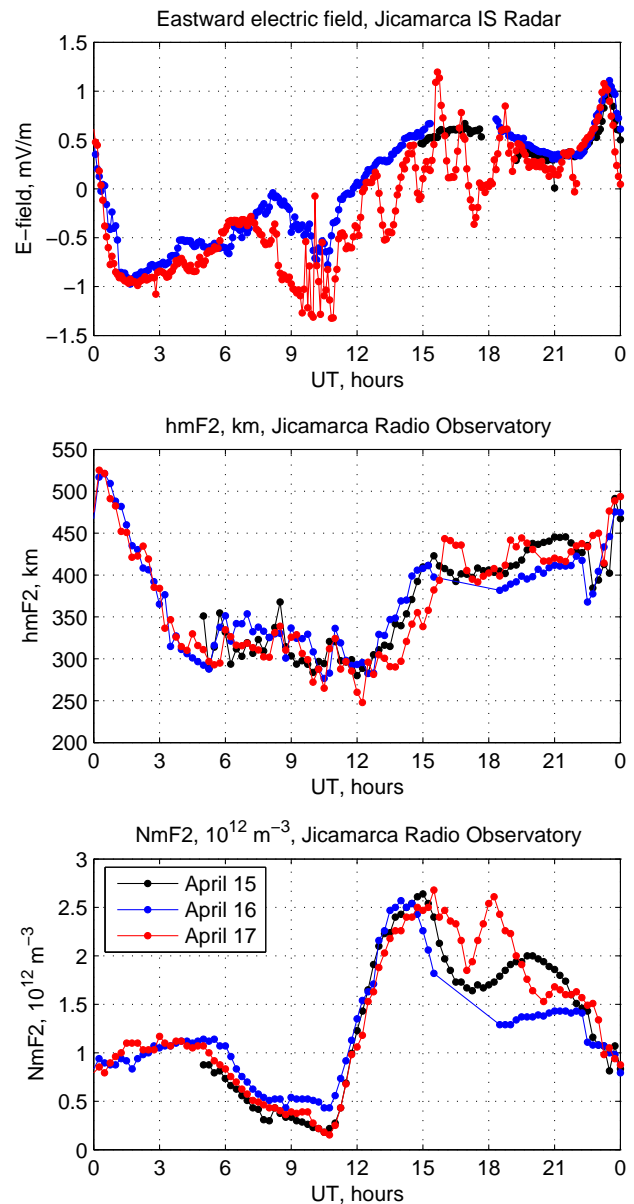 Eastward electric field, Jicamarca IS Radar
E−field, mV/m
1.5
1
0.5
0
−0.5
−1
−1.5
0 3 6 9 12 15 18 21 0
UT, hours
hmF2, km, Jicamarca Radio Observatory
hmF2, km
550
500
450
400
350
300
250
200
0 3 6 9 12 15 18 21 0
UT, hours
NmF2, 10¹² m⁻³, Jicamarca Radio Observatory
NmF2, 10¹² m⁻³
3
2.5
2
1.5
1
0.5
0
April 15
April 16
April 17
0 3 6 9 12 15 18 21 0
UT, hours